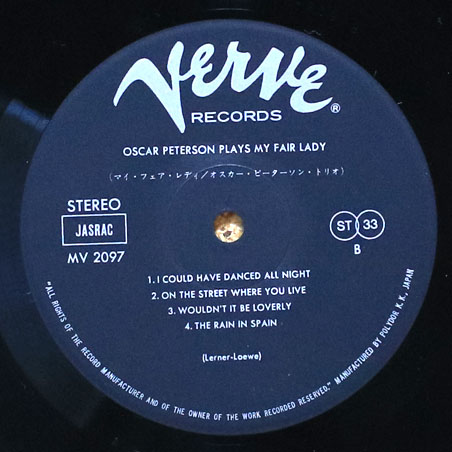 Verve®
RECORDS
OSCAR PETERSON PLAYS MY FAIR LADY
(マイ・フェア・レディ/オスカー・ピーターソン・トリオ)
STEREO
JASRAC
MV 2097
ST 33
B
1. I COULD HAVE DANCED ALL NIGHT
2. ON THE STREET WHERE YOU LIVE
3. WOULDN'T IT BE LOVERLY
4. THE RAIN IN SPAIN
(Lerner-Loewe)
"ALL RIGHTS OF THE RECORD MANUFACTURER AND OF THE OWNER OF THE WORK RECORDED RESERVED." MANUFACTURED BY POLYDOR K.K., JAPAN